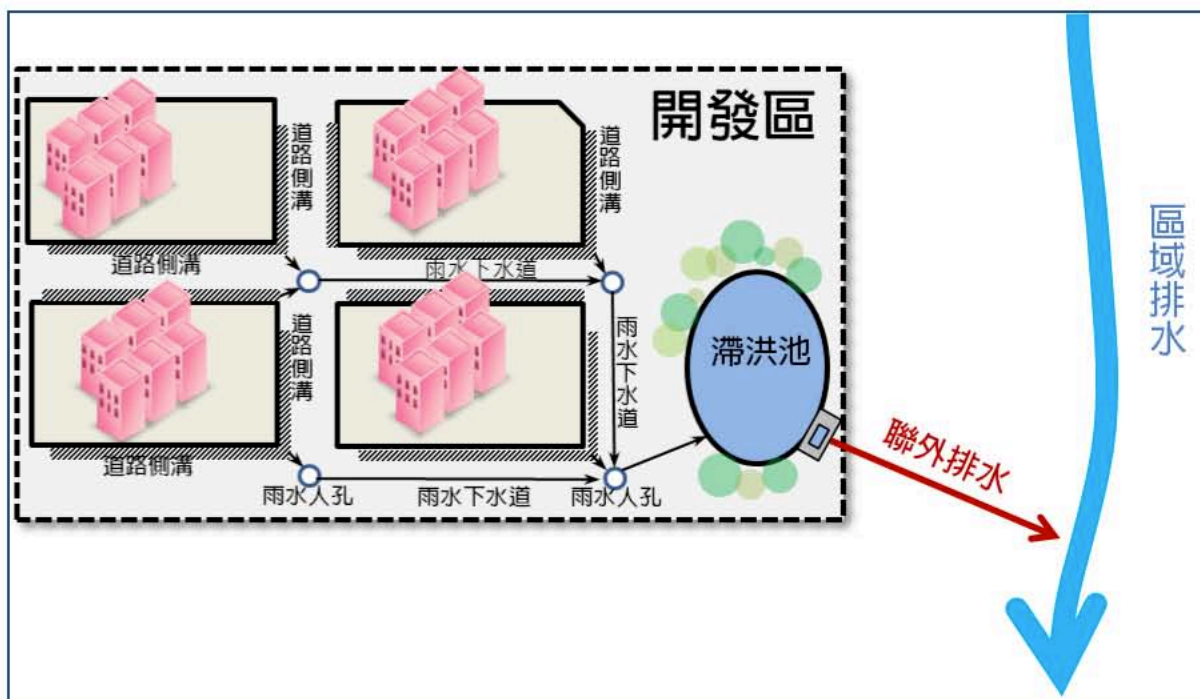 開發區
道路側溝
道路側溝
道路側溝
雨水下水道
道路側溝
雨水下水道
滯洪池
區域排水
道路側溝
雨水人孔
雨水下水道
雨水人孔
聯外排水